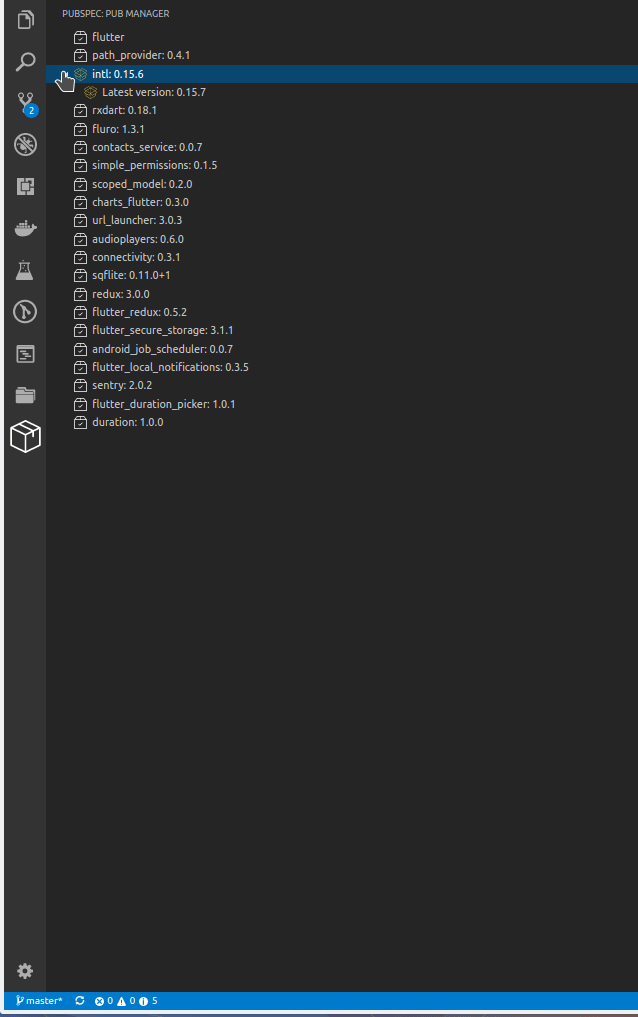 PUBSPEC: PUB MANAGER
flutter
path_provider: 0.4.1
intl: 0.15.6
Latest version: 0.15.7
rxdart: 0.18.1
fluro: 1.3.1
contacts_service: 0.0.7
simple_permissions: 0.1.5
scoped_model: 0.2.0
charts_flutter: 0.3.0
url_launcher: 3.0.3
audioplayers: 0.6.0
connectivity: 0.3.1
sqflite: 0.11.0+1
redux: 3.0.0
flutter_redux: 0.5.2
flutter_secure_storage: 3.1.1
android_job_scheduler: 0.0.7
flutter_local_notifications: 0.3.5
sentry: 2.0.2
flutter_duration_picker: 1.0.1
duration: 1.0.0
2
master* 0 0 5